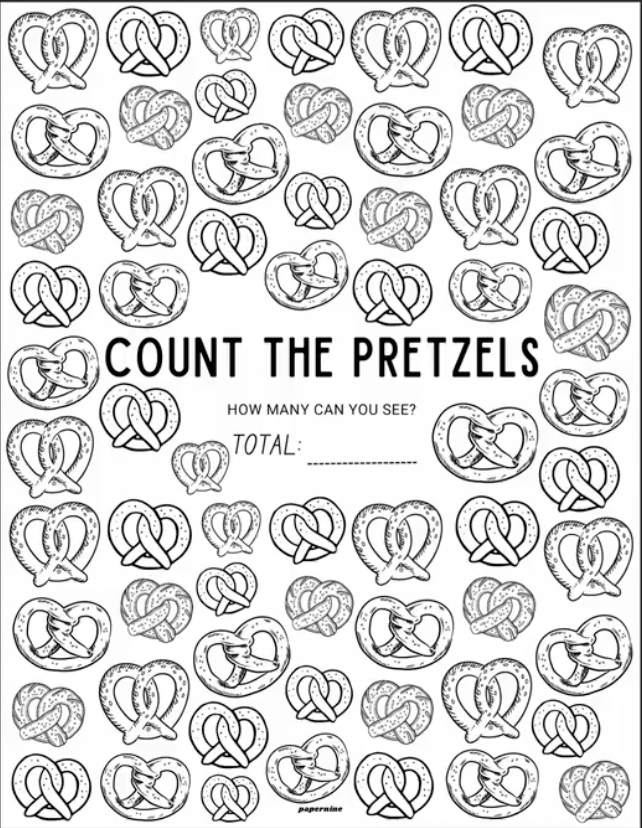 COUNT THE PRETZELS
HOW MANY CAN YOU SEE?
TOTAL:
papernine